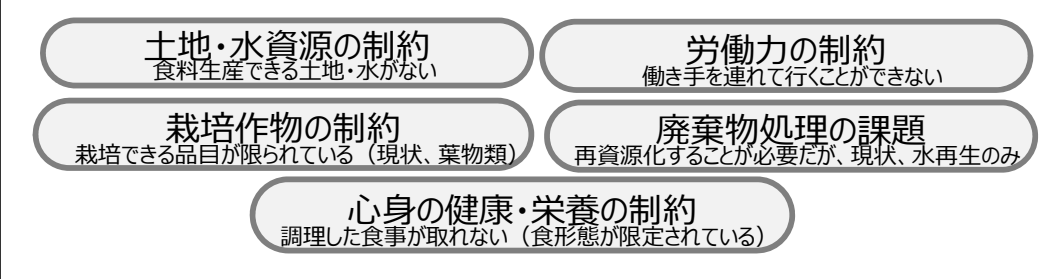 土地・水資源の制約
食料生産できる土地・水がない
労働力の制約
働き手を連れて行くことができない
栽培作物の制約
栽培できる品目が限られている（現状、葉物類）
廃棄物処理の課題
再資源化することが必要だが、現状、水再生のみ
心身の健康・栄養の制約
調理した食事が取れない（食形態が限定されている）